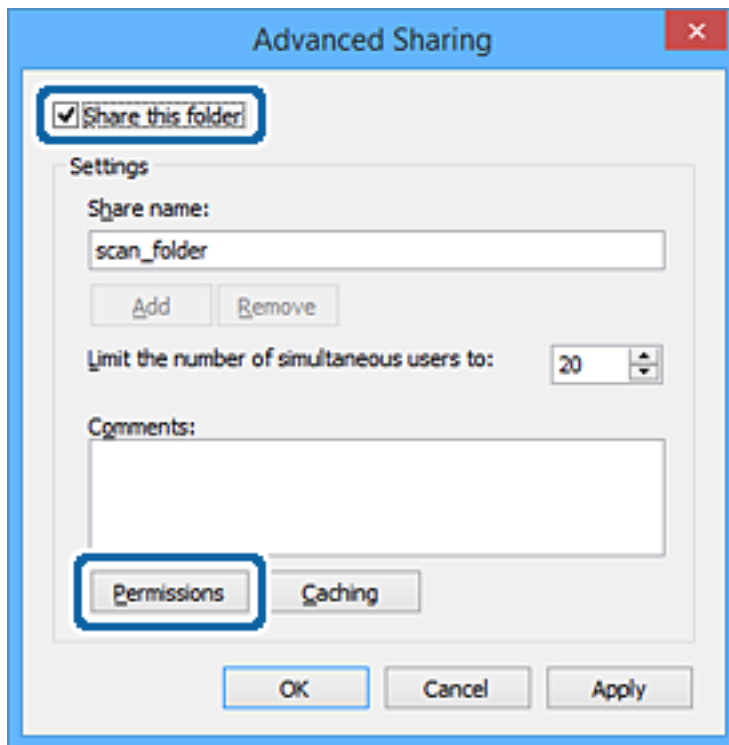 Advanced Sharing
Share this folder
Settings
Share name:
scan_folder
Add Remove
Limit the number of simultaneous users to: 20
Comments:
Permissions Caching
OK Cancel Apply